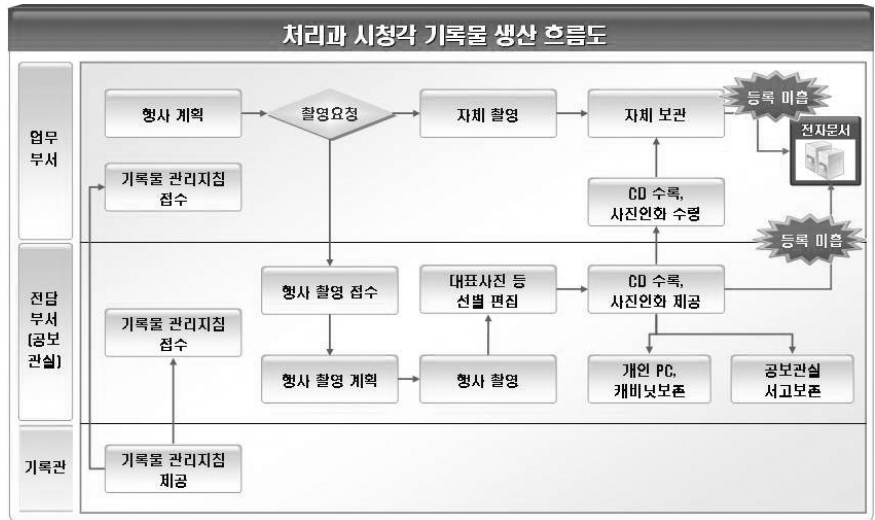 처리과 시청각 기록물 생산 흐름도
업무
부서
행사 계획
촬영요청
자체 촬영
자체 보관
등록 미흡
전자문서
기록물 관리지침
접수
CD 수록,
사진인화 수령
등록 미흡
전담
부서
(공보
관실)
행사 촬영 접수
대표사진 등
선별 편집
CD 수록,
사진인화 제공
기록물 관리지침
접수
행사 촬영 계획
행사 촬영
개인 PC,
캐비닛보존
공보관실
서고보존
기록관
기록물 관리지침
제공